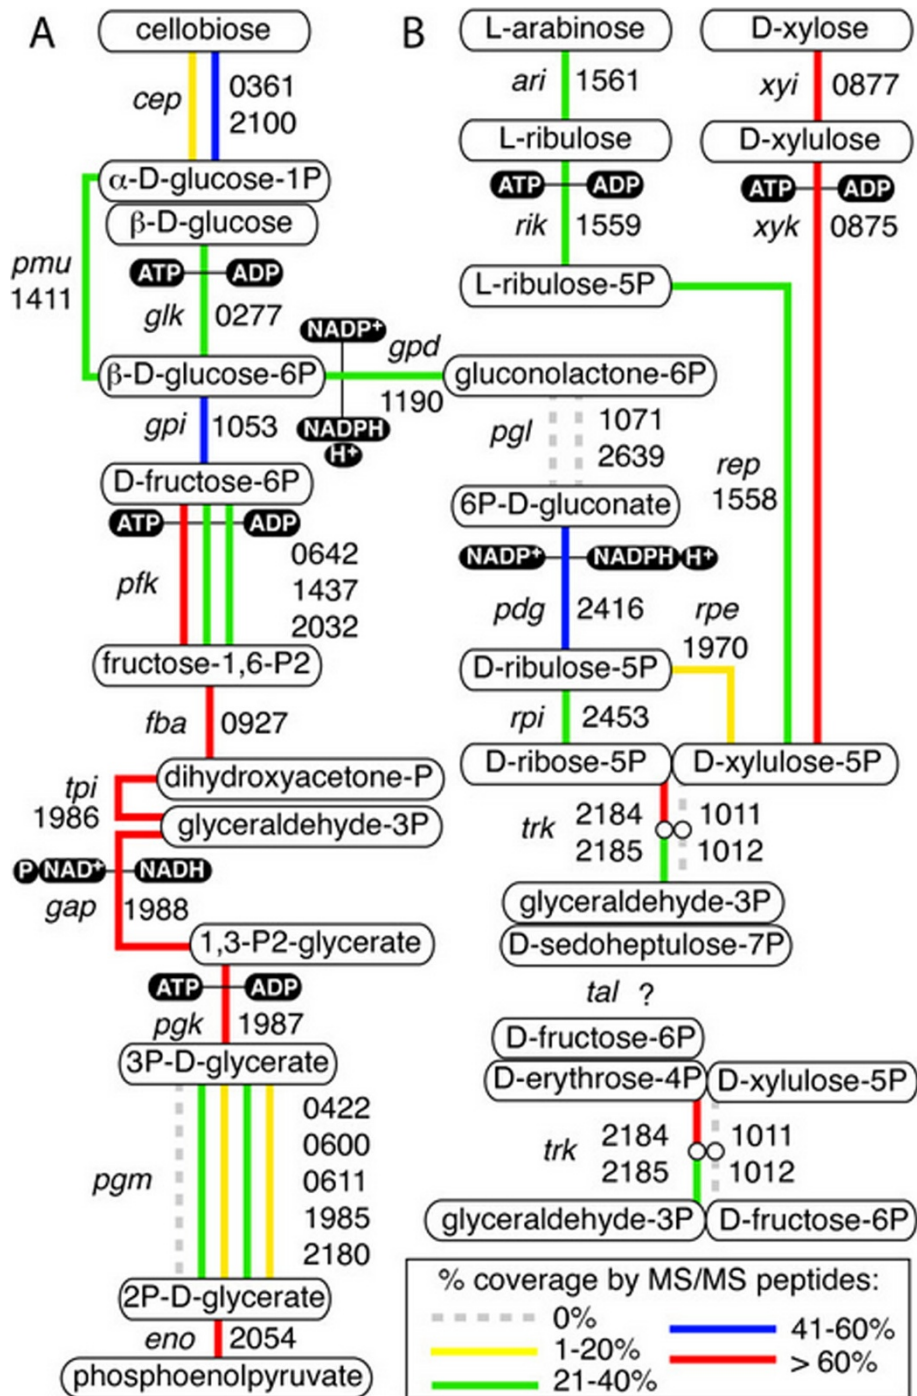 A
cellobiose
cep
0361
2100
α-D-glucose-1P
β-D-glucose
pmu
1411
ATP
ADP
glk
0277
β-D-glucose-6P
NADP+
gpd
1190
NADPH
H+
gpi
1053
D-fructose-6P
ATP
ADP
pfk
0642
1437
2032
fructose-1,6-P2
fba
0927
dihydroxyacetone-P
tpi
1986
glyceraldehyde-3P
P
NAD+
NADH
gap
1988
1,3-P2-glycerate
ATP
ADP
pgk
1987
3P-D-glycerate
pgm
0422
0600
0611
1985
2180
2P-D-glycerate
eno
2054
phosphoenolpyruvate
B
L-arabinose
ari
1561
L-ribulose
ATP
ADP
rik
1559
L-ribulose-5P
D-xylose
xyi
0877
D-xylulose
ATP
ADP
xyk
0875
gluconolactone-6P
pgl
1071
2639
rep
1558
6P-D-gluconate
NADP+
NADPH
H+
pdg
2416
rpe
1970
D-ribulose-5P
rpi
2453
D-ribose-5P
D-xylulose-5P
trk
2184
2185
1011
1012
glyceraldehyde-3P
D-sedoheptulose-7P
tal ?
D-fructose-6P
D-erythrose-4P
D-xylulose-5P
trk
2184
2185
1011
1012
glyceraldehyde-3P
D-fructose-6P
% coverage by MS/MS peptides:
0%
1-20%
21-40%
41-60%
> 60%